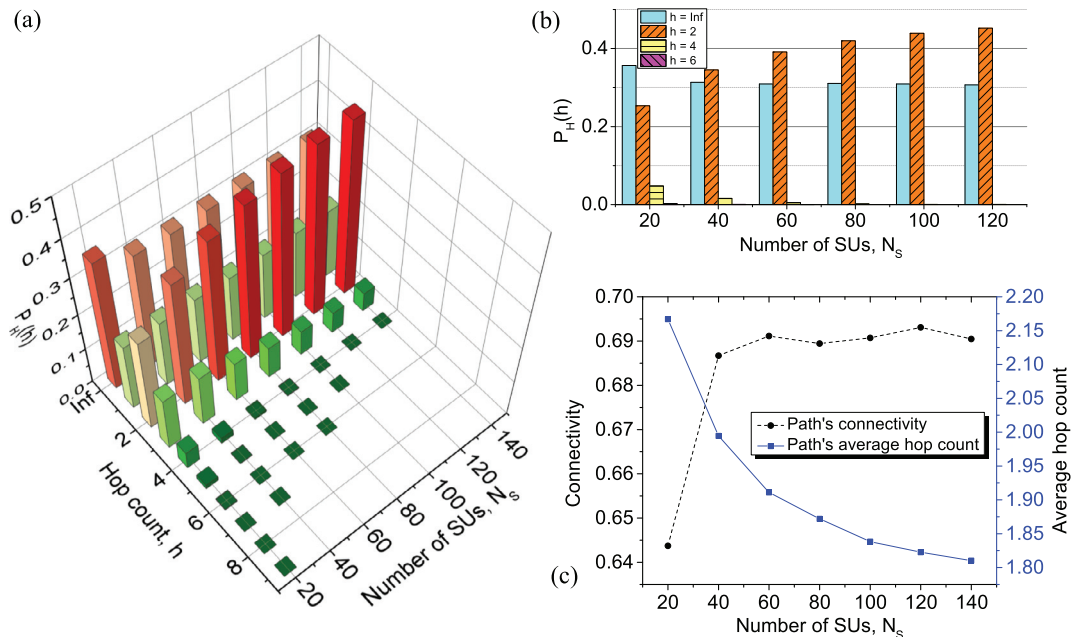 (a)
0.5
0.4
0.3
0.2
0.1
0.0
P_H(h)
Inf
2
4
6
8
Hop count, h
20
40
60
80
100
120
140
Number of SUs, N_S
(b)
h = Inf
h = 2
h = 4
h = 6
0.4
0.2
0.0
P_H(h)
20 40 60 80 100 120
Number of SUs, N_S
(c)
0.70
0.69
0.68
0.67
0.66
0.65
0.64
Connectivity
Path's connectivity
Path's average hop count
2.20
2.15
2.10
2.05
2.00
1.95
1.90
1.85
1.80
Average hop count
20 40 60 80 100 120 140
Number of SUs, N_S